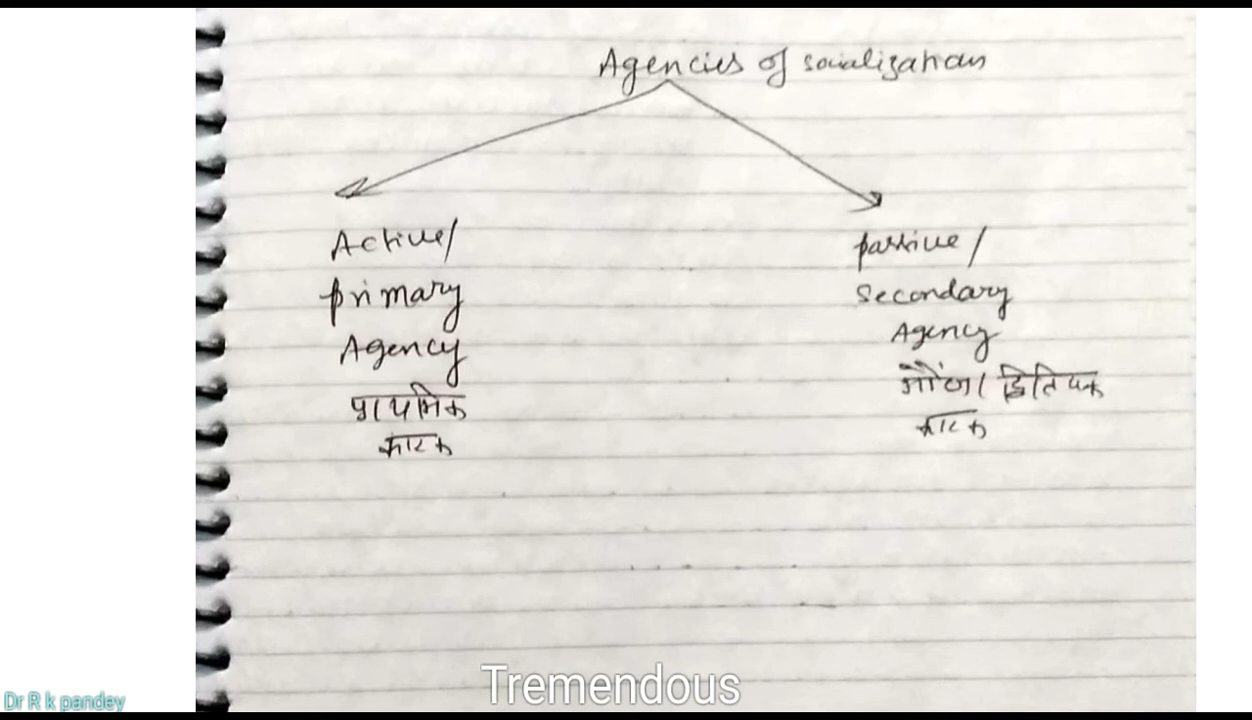 Agencies of socialization
Active/
primary
Agency
प्राथमिक
कारक
passive/
Secondary
Agency
गौण/द्वितियक
कारक
Tremendous
Dr R k pandey